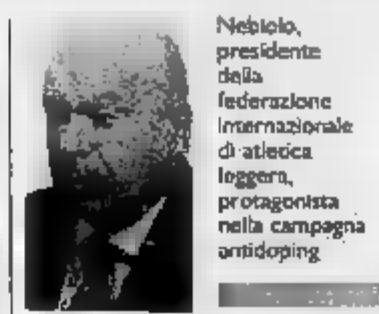 Nebiolo,
presidente
della
federazione
internazionale
di atletica
leggera,
protagonista
nella campagna
antidoping